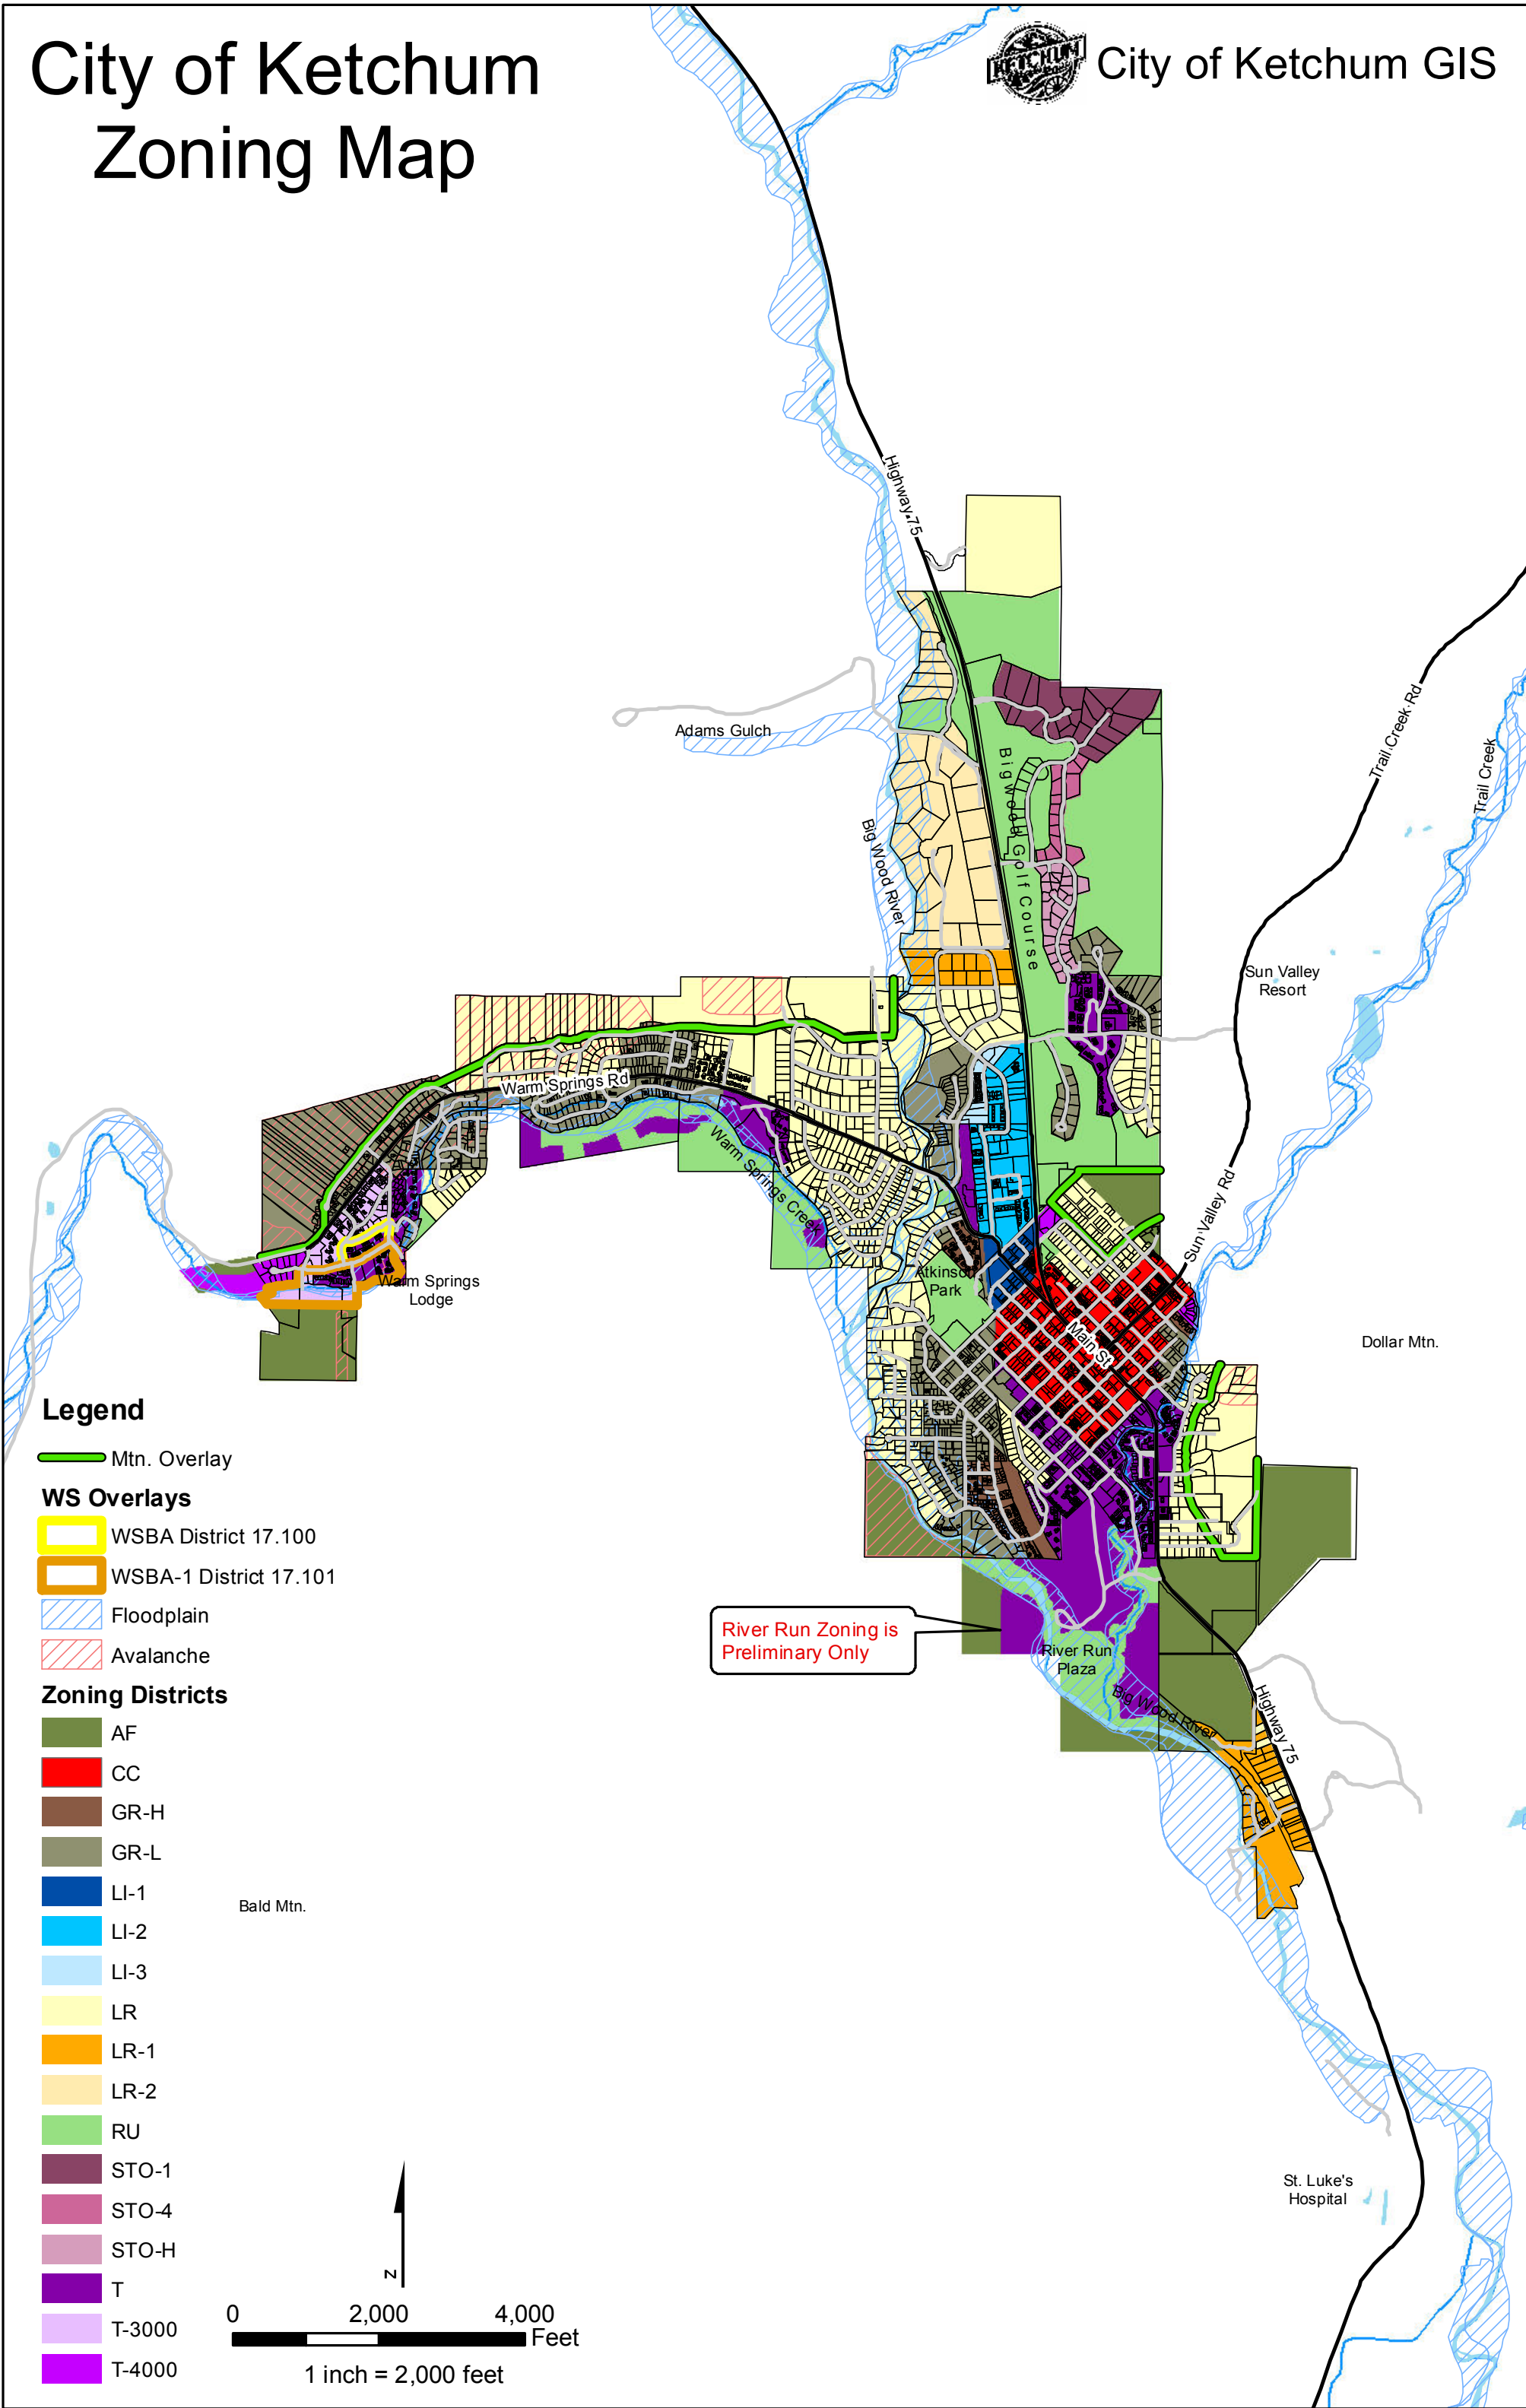 City of Ketchum
Zoning Map
KETCHUM
City of Ketchum GIS
Highway 75
Adams Gulch
Bigwood Golf Course
Big Wood River
Trail Creek Rd
Trail Creek
Sun Valley
Resort
Warm Springs Rd
Warm Springs Creek
Sun Valley Rd
Warm Springs
Lodge
Atkinson
Park
Main St
Dollar Mtn.
River Run Zoning is
Preliminary Only
River Run
Plaza
Big Wood River
Highway 75
Bald Mtn.
St. Luke's
Hospital
Legend
Mtn. Overlay
WS Overlays
WSBA District 17.100
WSBA-1 District 17.101
Floodplain
Avalanche
Zoning Districts
AF
CC
GR-H
GR-L
LI-1
LI-2
LI-3
LR
LR-1
LR-2
RU
STO-1
STO-4
STO-H
T
T-3000
T-4000
N
0 2,000 4,000
Feet
1 inch = 2,000 feet